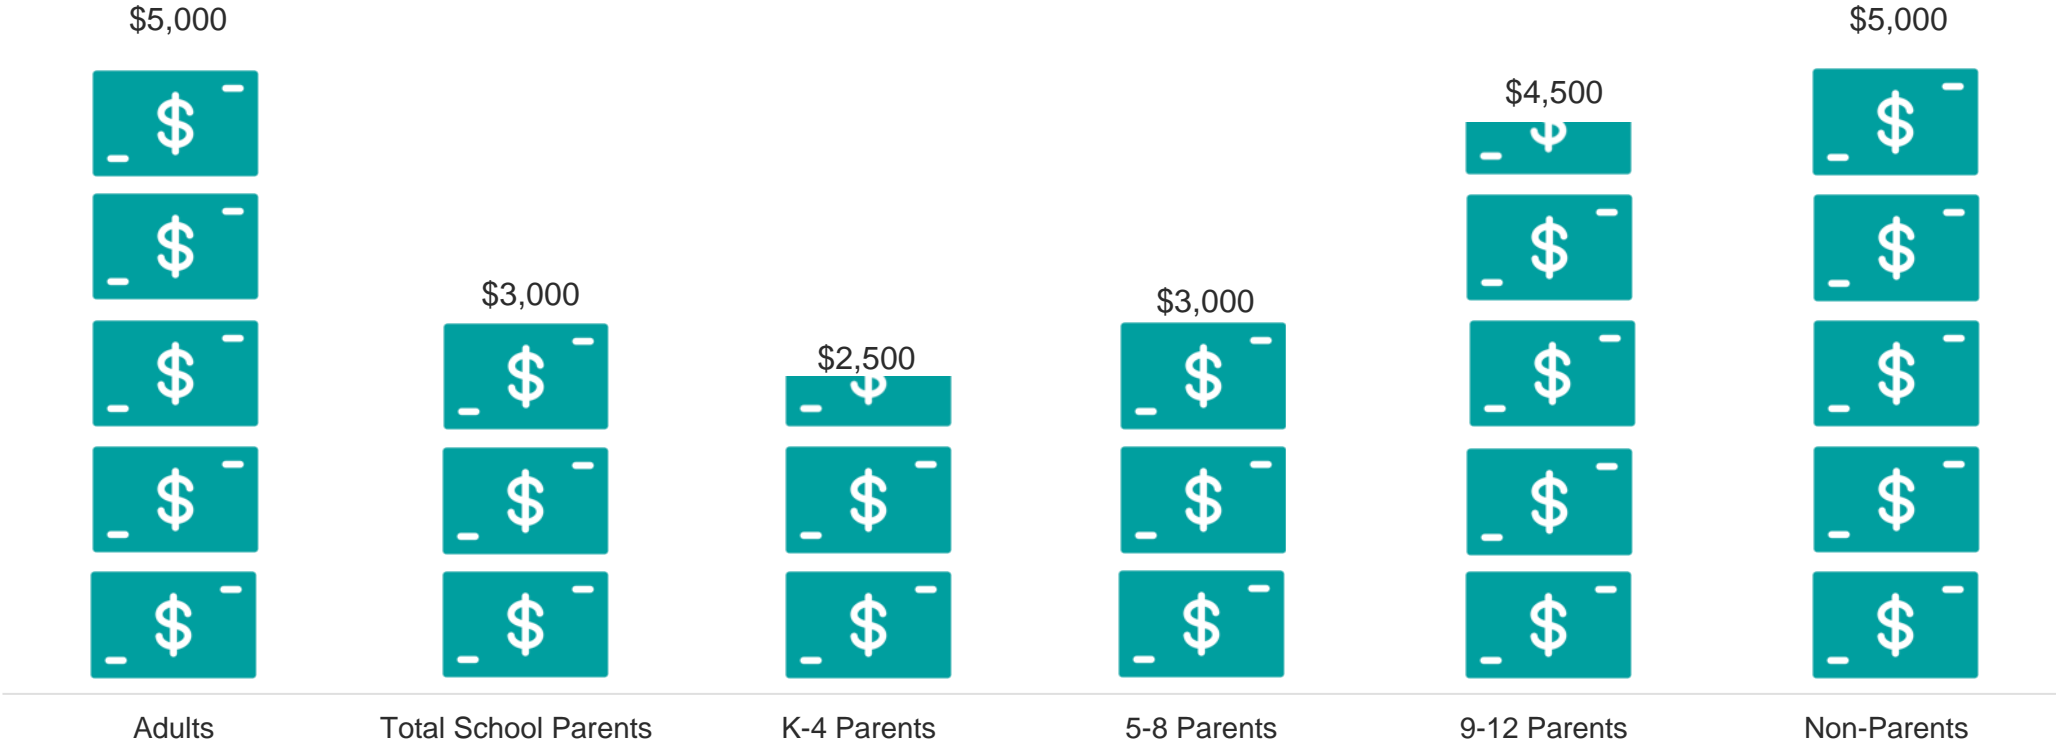 $5,000
$3,000
$2,500
$3,000
$4,500
$5,000
Adults
Total School Parents
K-4 Parents
5-8 Parents
9-12 Parents
Non-Parents